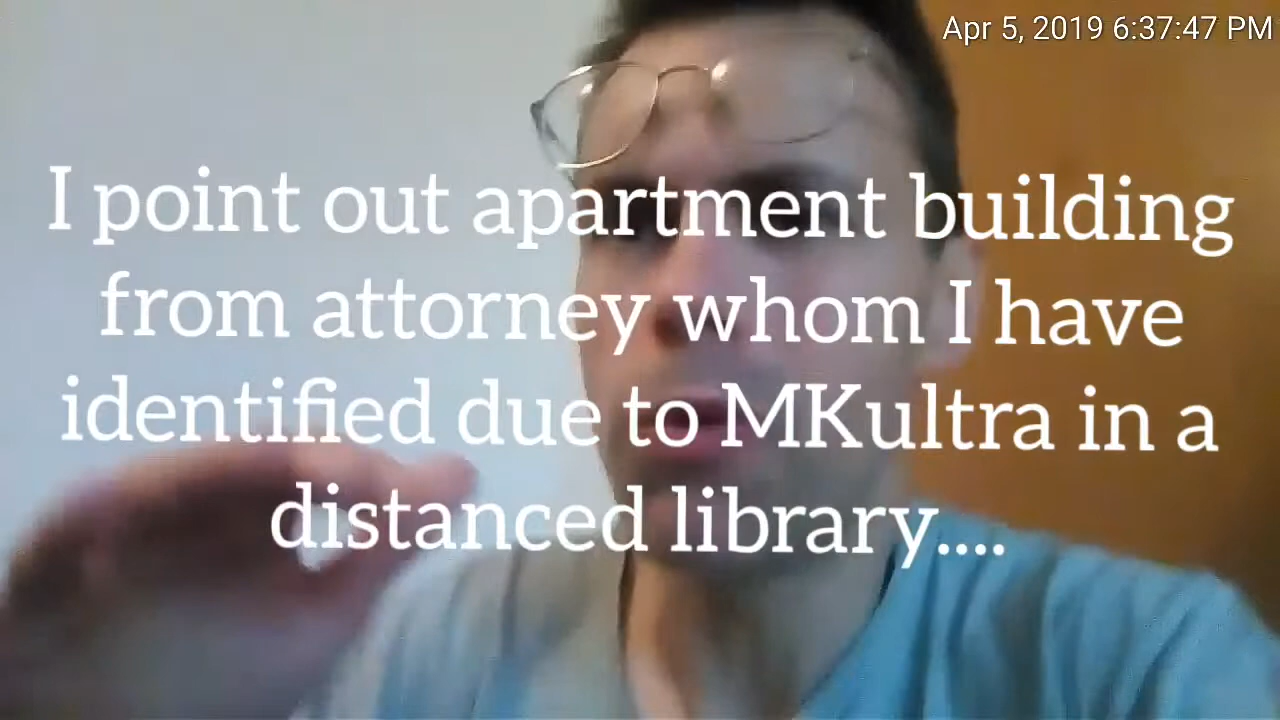 Apr 5, 2019 6:37:47 PM
I point out apartment building
from attorney whom I have
identified due to MKultra in a
distanced library....